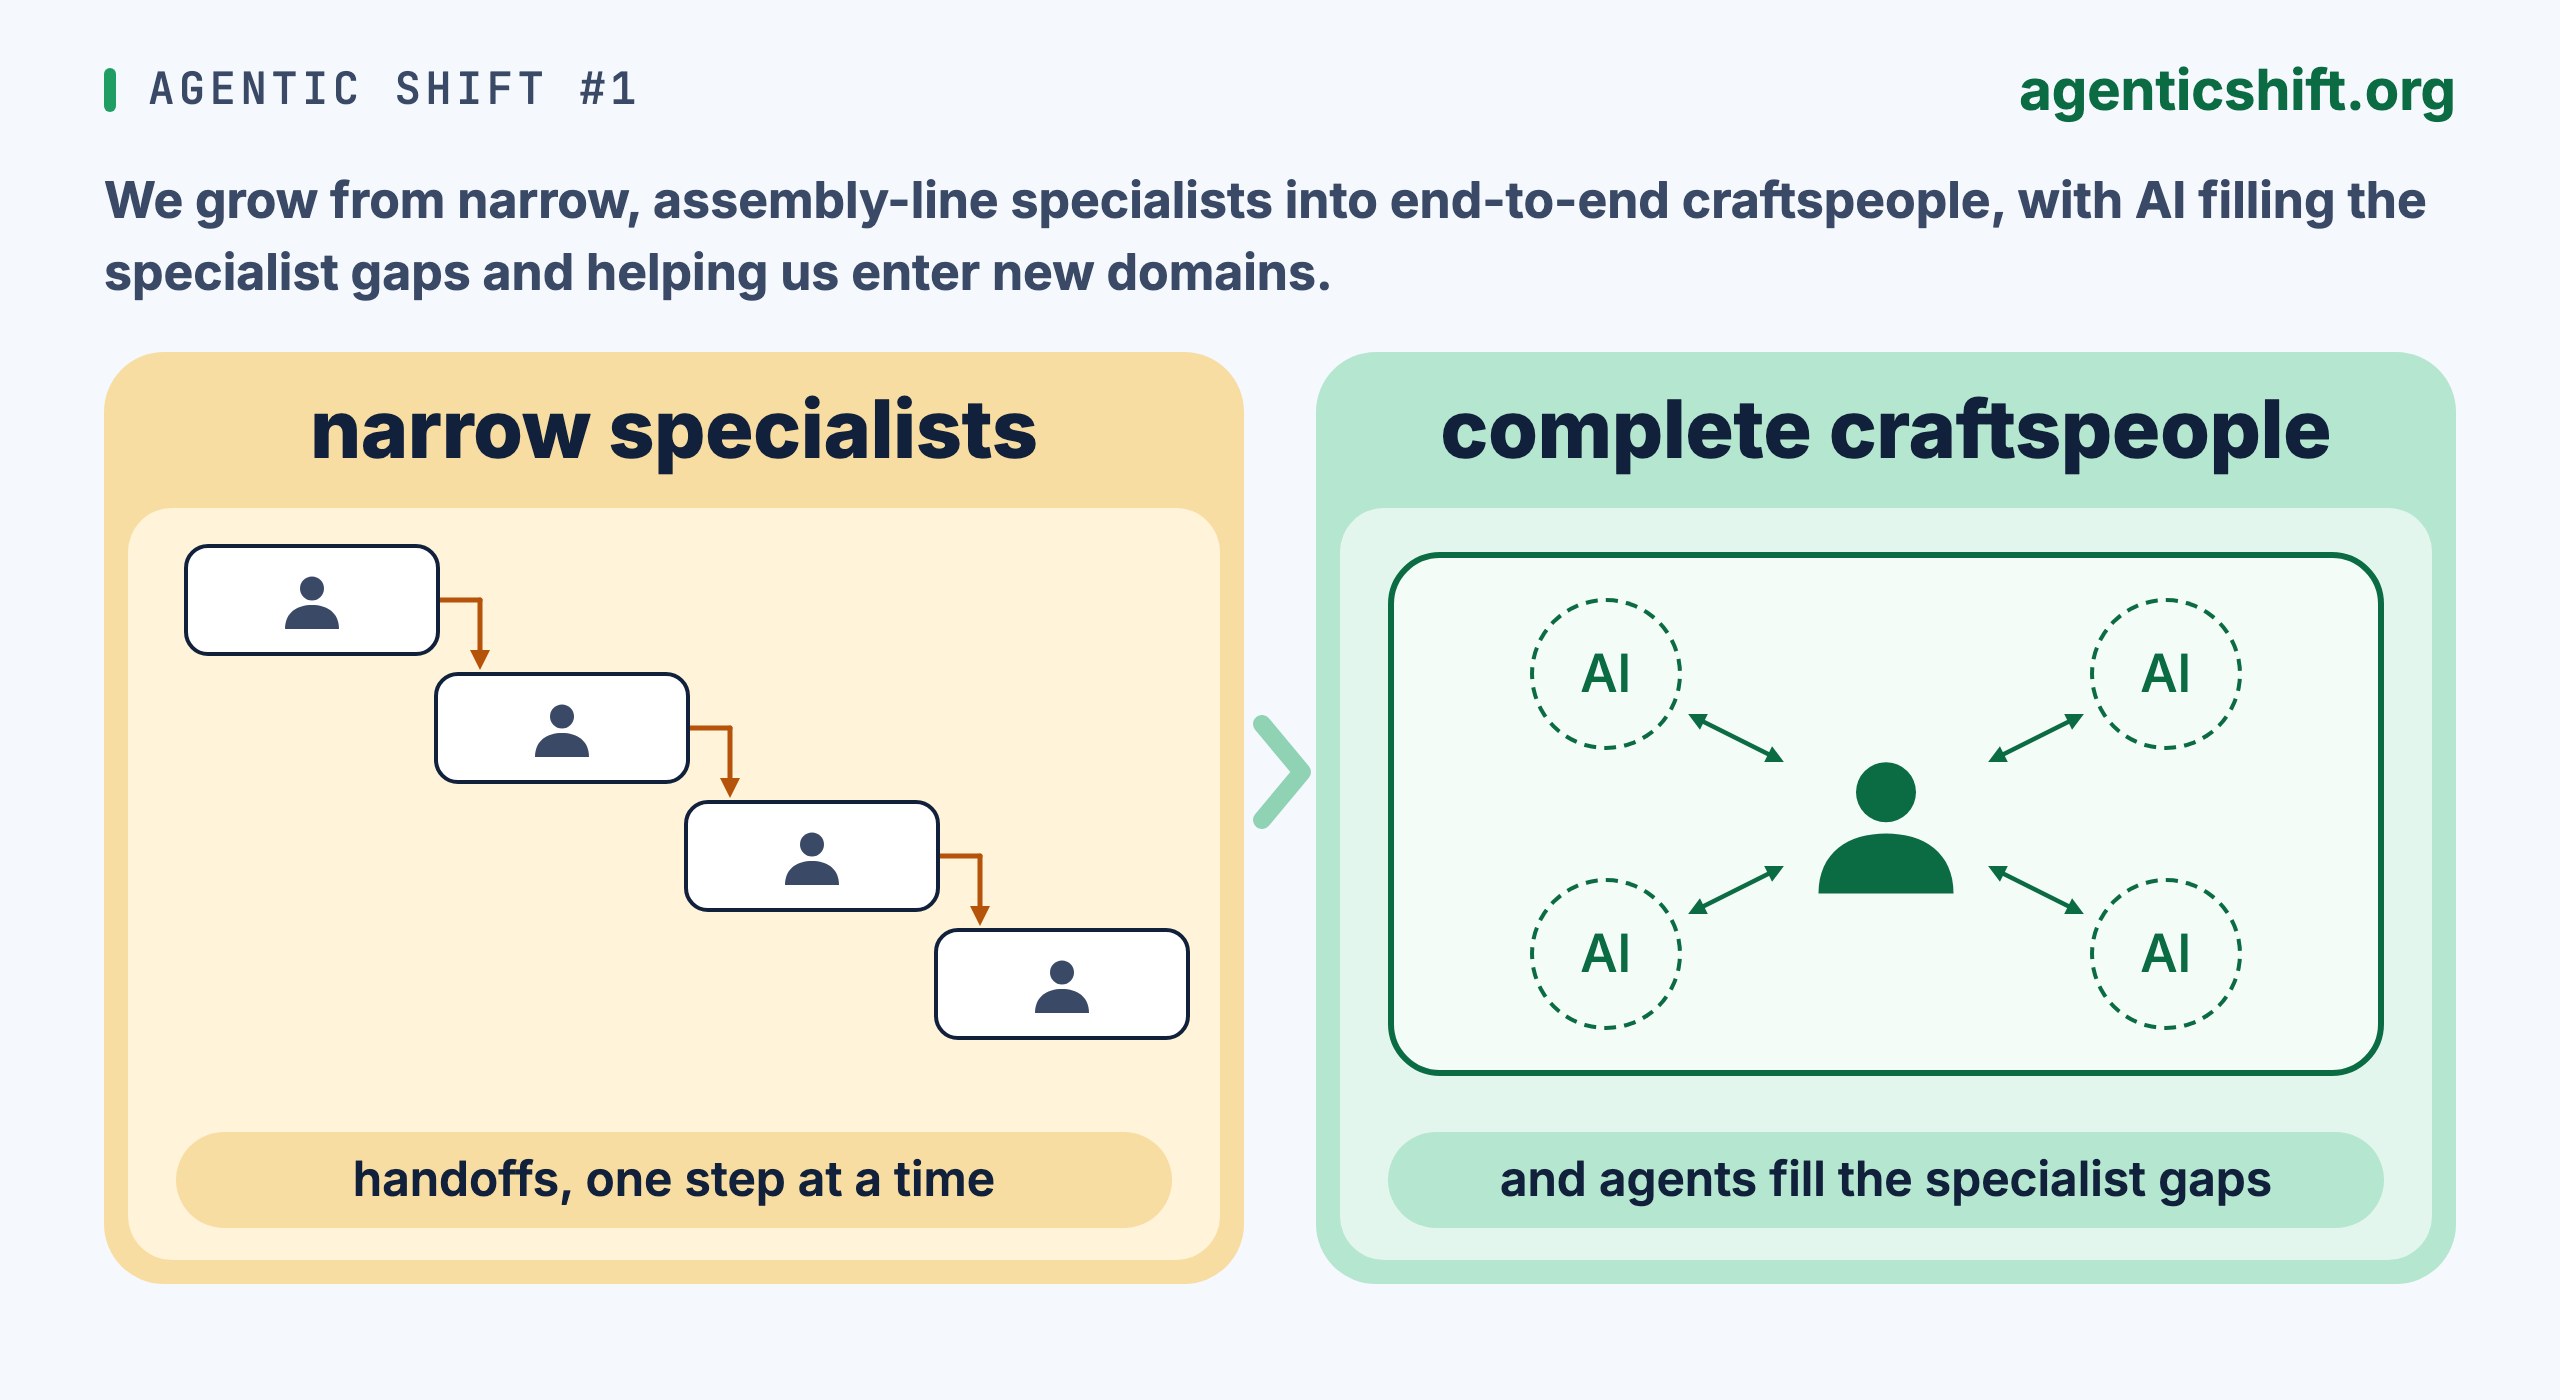 AGENTIC SHIFT #1
agenticshift.org
We grow from narrow, assembly-line specialists into end-to-end craftspeople, with AI filling the
specialist gaps and helping us enter new domains.
narrow specialists
handoffs, one step at a time
complete craftspeople
AI
AI
AI
AI
and agents fill the specialist gaps